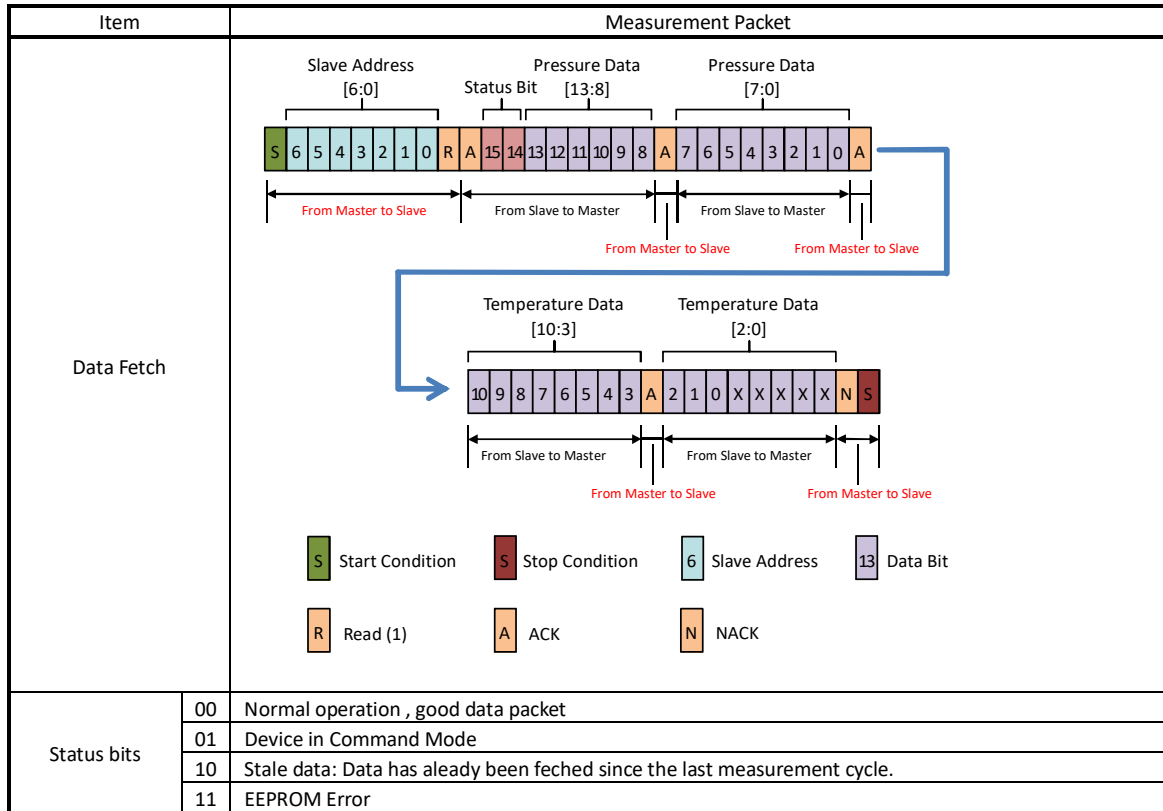 Item Measurement Packet
Slave Address Pressure Data Pressure Data
[6:0] Status Bit [13:8] [7:0]
S 6 5 4 3 2 1 0 R A 15 14 13 12 11 10 9 8 A 7 6 5 4 3 2 1 0 A
From Master to Slave From Slave to Master From Slave to Master
From Master to Slave From Master to Slave
Temperature Data Temperature Data
[10:3] [2:0]
Data Fetch
10 9 8 7 6 5 4 3 A 2 1 0 X X X X X N S
From Slave to Master From Slave to Master
From Master to Slave From Master to Slave
S Start Condition S Stop Condition 6 Slave Address 13 Data Bit
R Read (1) A ACK N NACK
Status bits
00 Normal operation , good data packet
01 Device in Command Mode
10 Stale data: Data has aleady been feched since the last measurement cycle.
11 EEPROM Error